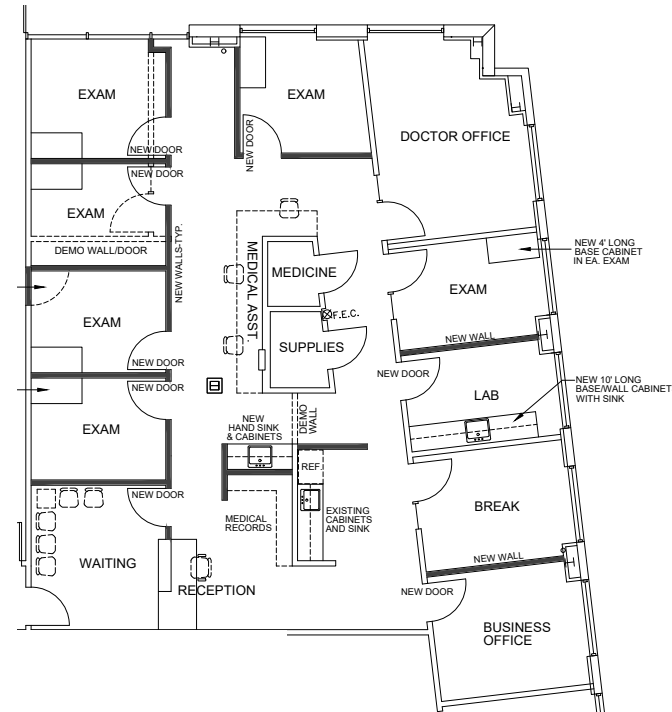 EXAM
NEW DOOR
NEW DOOR
EXAM
DEMO WALL/DOOR
NEW WALLS-TYP.
EXAM
NEW DOOR
NEW DOOR
EXAM
NEW DOOR
WAITING
RECEPTION
EXAM
NEW DOOR
DOCTOR OFFICE
MEDICAL ASST.
MEDICINE
F.E.C.
SUPPLIES
NEW
HAND SINK
& CABINETS
DEMO
WALL
REF.
MEDICAL
RECORDS
EXISTING
CABINETS
AND SINK
NEW 4' LONG
BASE CABINET
IN EA. EXAM
EXAM
NEW WALL
NEW DOOR
LAB
NEW 10' LONG
BASE/WALL CABINET
WITH SINK
BREAK
NEW WALL
NEW DOOR
BUSINESS
OFFICE